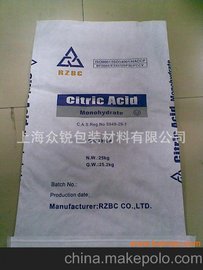 RZBC
Citric Acid
Monohydrate
上海众锐包装材料有限公司
N.W.: 25kg
G.W.: 25.2kg
Batch No:
Production date:
Manufacturer: RZBC CO., LTD.
china.makepolo.com